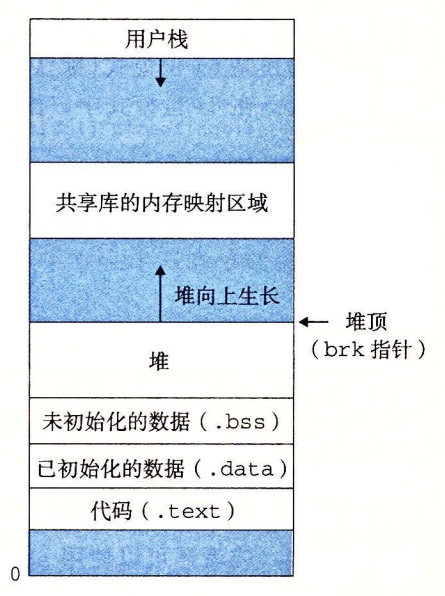 用户栈
共享库的内存映射区域
堆向上生长
堆顶
（brk 指针）
堆
未初始化的数据（.bss）
已初始化的数据（.data）
代码（.text）
0